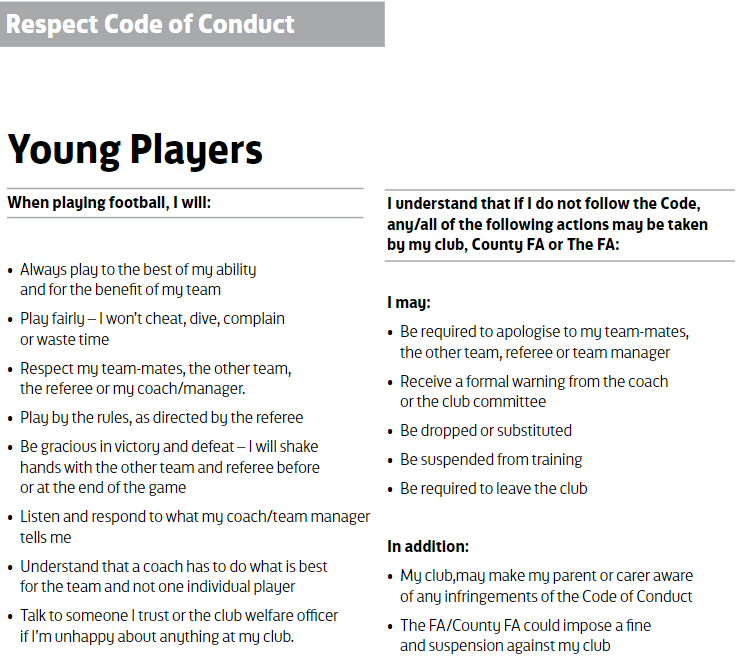 Respect Code of Conduct
Young Players
When playing football, I will:
• Always play to the best of my ability
and for the benefit of my team
• Play fairly – I won't cheat, dive, complain
or waste time
• Respect my team-mates, the other team,
the referee or my coach/manager.
• Play by the rules, as directed by the referee
• Be gracious in victory and defeat – I will shake
hands with the other team and referee before
or at the end of the game
• Listen and respond to what my coach/team manager
tells me
• Understand that a coach has to do what is best
for the team and not one individual player
• Talk to someone I trust or the club welfare officer
if I'm unhappy about anything at my club.
I understand that if I do not follow the Code,
any/all of the following actions may be taken
by my club, County FA or The FA:
I may:
• Be required to apologise to my team-mates,
the other team, referee or team manager
• Receive a formal warning from the coach
or the club committee
• Be dropped or substituted
• Be suspended from training
• Be required to leave the club
In addition:
• My club,may make my parent or carer aware
of any infringements of the Code of Conduct
• The FA/County FA could impose a fine
and suspension against my club